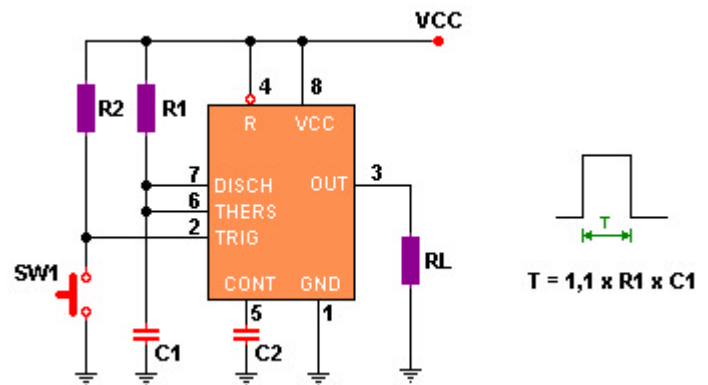 VCC
4 8
R2 R1
R VCC
7 DISCH OUT 3
6 THERS
2 TRIG
T
SW1
RL
CONT GND
T = 1,1 x R1 x C1
5 1
C1 C2